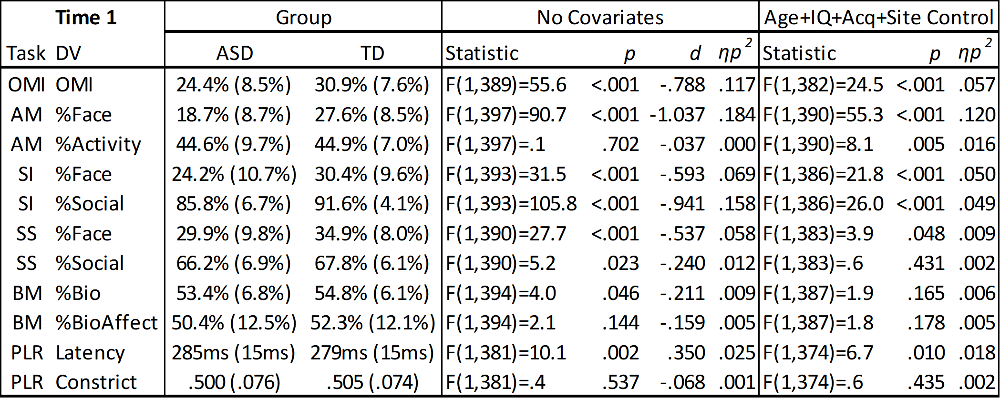 Time 1 Group No Covariates Age+IQ+Acq+Site Control
Task DV ASD TD Statistic p d ηp² Statistic p ηp²
OMI OMI 24.4% (8.5%) 30.9% (7.6%) F(1,389)=55.6 <.001 -.788 .117 F(1,382)=24.5 <.001 .057
AM %Face 18.7% (8.7%) 27.6% (8.5%) F(1,397)=90.7 <.001 -1.037 .184 F(1,390)=55.3 <.001 .120
AM %Activity 44.6% (9.7%) 44.9% (7.0%) F(1,397)=.1 .702 -.037 .000 F(1,390)=8.1 .005 .016
SI %Face 24.2% (10.7%) 30.4% (9.6%) F(1,393)=31.5 <.001 -.593 .069 F(1,386)=21.8 <.001 .050
SI %Social 85.8% (6.7%) 91.6% (4.1%) F(1,393)=105.8 <.001 -.941 .158 F(1,386)=26.0 <.001 .049
SS %Face 29.9% (9.8%) 34.9% (8.0%) F(1,390)=27.7 <.001 -.537 .058 F(1,383)=3.9 .048 .009
SS %Social 66.2% (6.9%) 67.8% (6.1%) F(1,390)=5.2 .023 -.240 .012 F(1,383)=.6 .431 .002
BM %Bio 53.4% (6.8%) 54.8% (6.1%) F(1,394)=4.0 .046 -.211 .009 F(1,387)=1.9 .165 .006
BM %BioAffect 50.4% (12.5%) 52.3% (12.1%) F(1,394)=2.1 .144 -.159 .005 F(1,387)=1.8 .178 .005
PLR Latency 285ms (15ms) 279ms (15ms) F(1,381)=10.1 .002 .350 .025 F(1,374)=6.7 .010 .018
PLR Constrict .500 (.076) .505 (.074) F(1,381)=.4 .537 -.068 .001 F(1,374)=.6 .435 .002